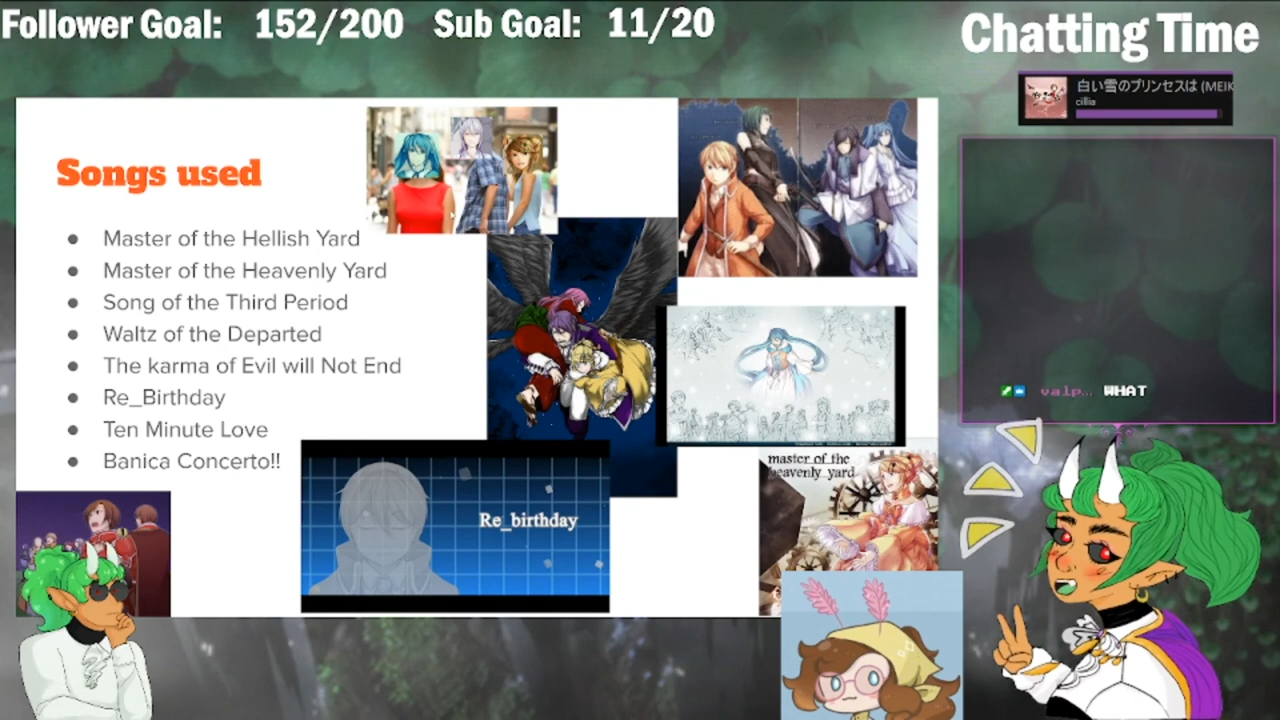 Follower Goal: 152/200 Sub Goal: 11/20
Chatting Time
白い雪のプリンセスは (MEIK
cillia
Songs used
Master of the Hellish Yard
Master of the Heavenly Yard
Song of the Third Period
Waltz of the Departed
The karma of Evil will Not End
Re_Birthday
Ten Minute Love
Banica Concerto!!
Re_birthday
master of the
heavenly yard
valp... WHAT